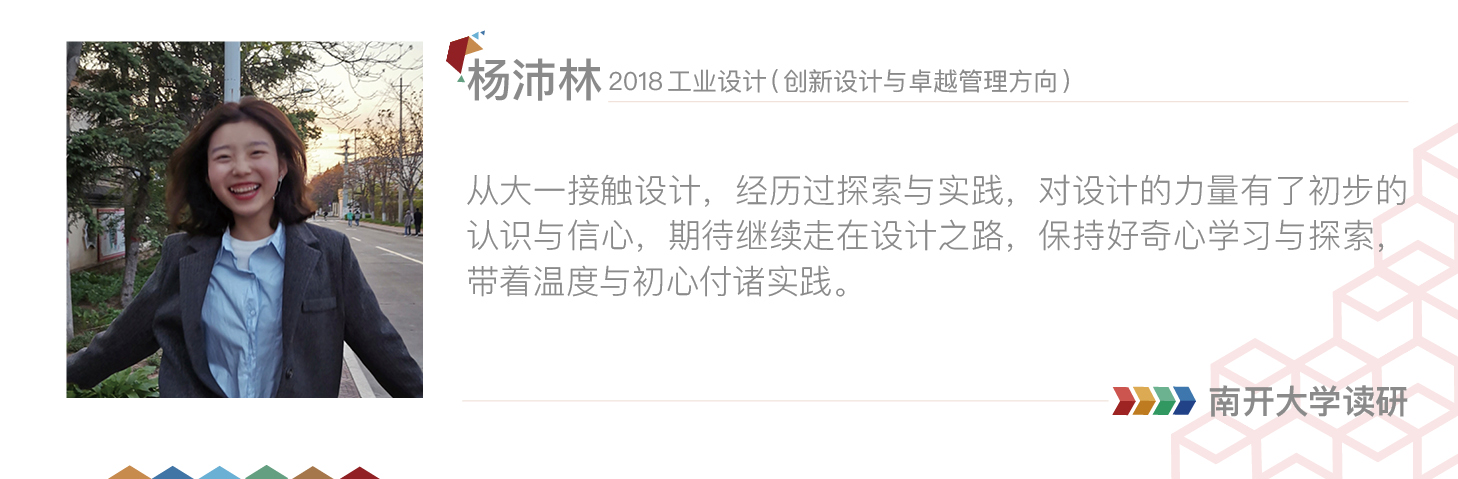 杨沛林 2018 工业设计（创新设计与卓越管理方向）
从大一接触设计，经历过探索与实践，对设计的力量有了初步的
认识与信心，期待继续走在设计之路，保持好奇心学习与探索，
带着温度与初心付诸实践。
南开大学读研